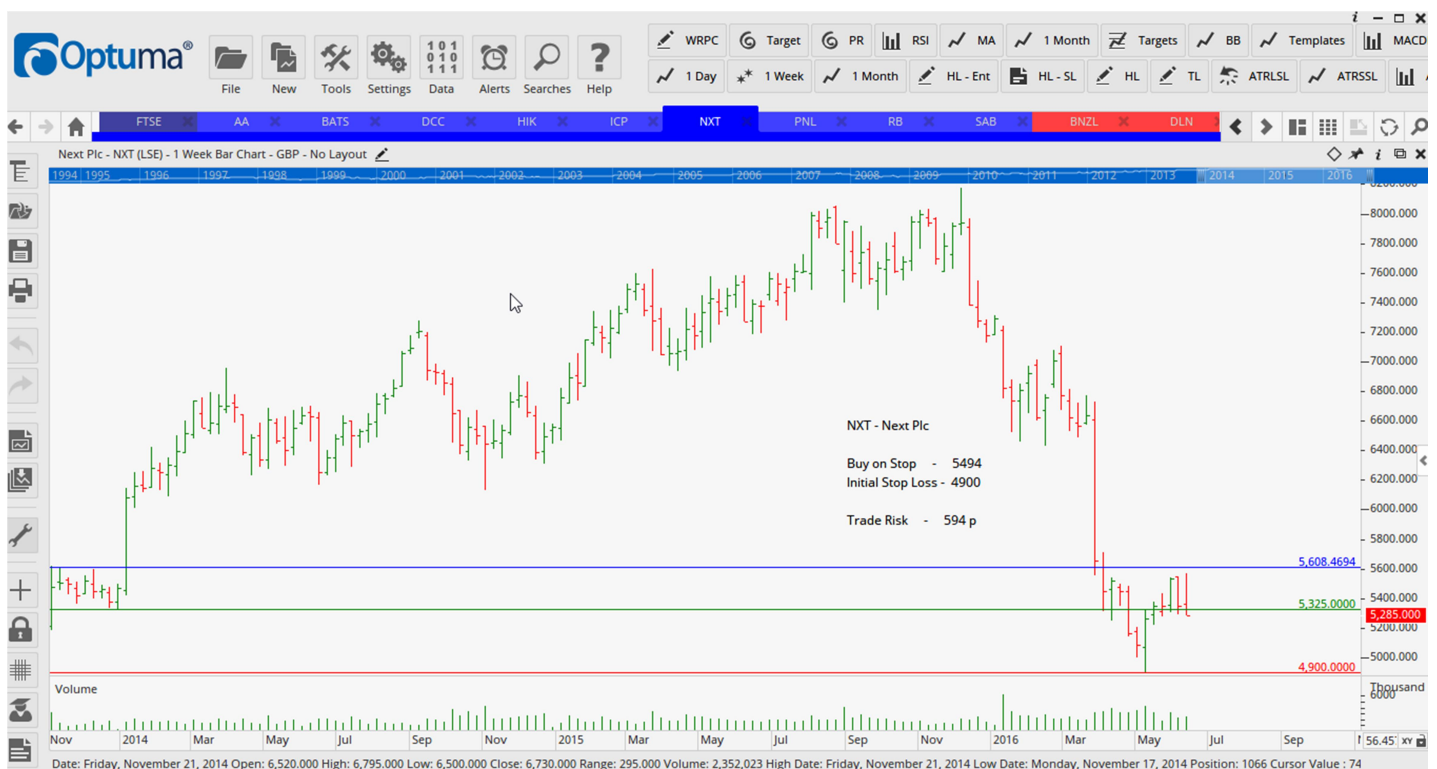 Optuma®
File
New
Tools
Settings
101
010
111
Data
Alerts
Searches
Help
WRPC
Target
PR
RSI
MA
1 Month
Targets
BB
Templates
MACD
1 Day
1 Week
1 Month
HL - Ent
HL - SL
HL
TL
ATRLSL
ATRSSL
FTSE
AA
BATS
DCC
HIK
ICP
NXT
PNL
RB
SAB
BNZL
DLN
Next Plc - NXT (LSE) - 1 Week Bar Chart - GBP - No Layout
1994 1995 1996 1997 1998 1999 2000 2001 2002 2003 2004 2005 2006 2007 2008 2009 2010 2011 2012 2013 2014 2015 2016
8200.000
8000.000
7800.000
7600.000
7400.000
7200.000
7000.000
6800.000
6600.000
6400.000
6200.000
6000.000
5800.000
5600.000
5400.000
5,285.000
5200.000
5000.000
NXT - Next Plc
Buy on Stop - 5494
Initial Stop Loss - 4900
Trade Risk - 594 p
5,608.4694
5,325.0000
4,900.0000
Volume
Thousand
6000
Nov 2014 Mar May Jul Sep Nov 2015 Mar May Jul Sep Nov 2016 Mar May Jul Sep
56.45
XY
Date: Friday, November 21, 2014 Open: 6,520.000 High: 6,795.000 Low: 6,500.000 Close: 6,730.000 Range: 295.000 Volume: 2,352,023 High Date: Friday, November 21, 2014 Low Date: Monday, November 17, 2014 Position: 1066 Cursor Value : 74